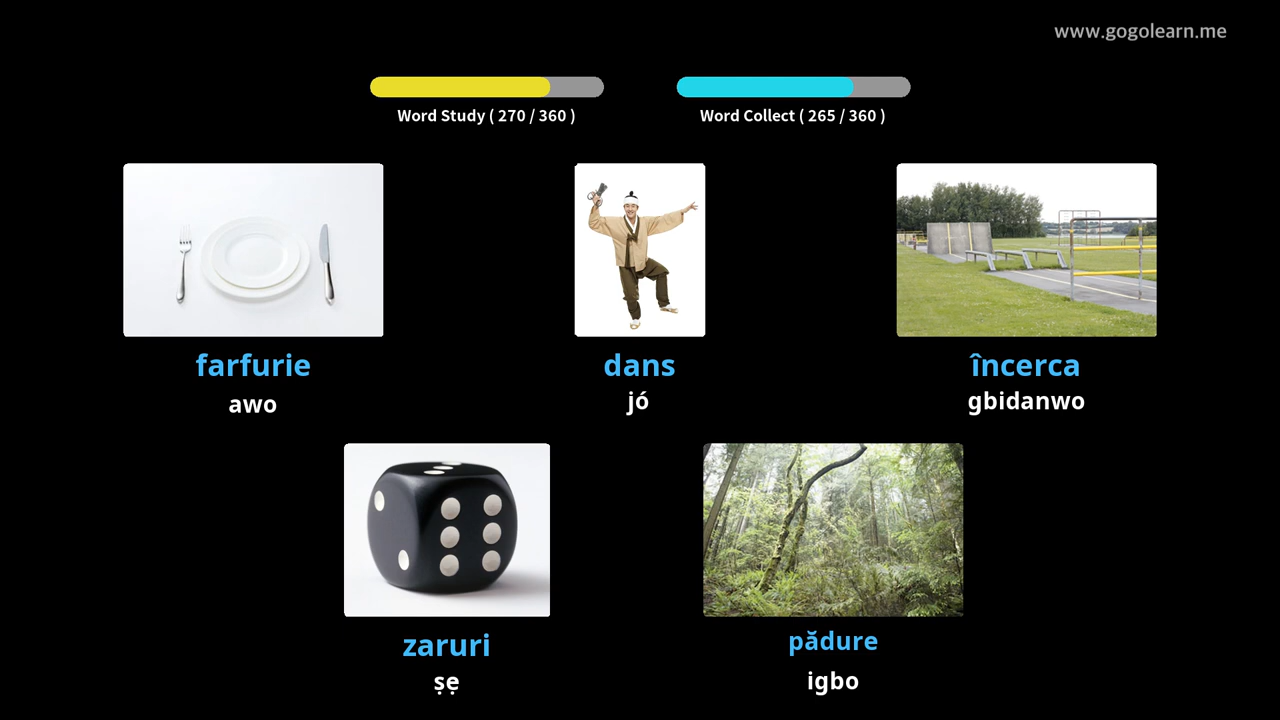 www.gogolearn.me
Word Study ( 270 / 360 )
Word Collect ( 265 / 360 )
farfurie
awo
dans
jó
încerca
gbidanwo
zaruri
ṣẹ
pădure
igbo